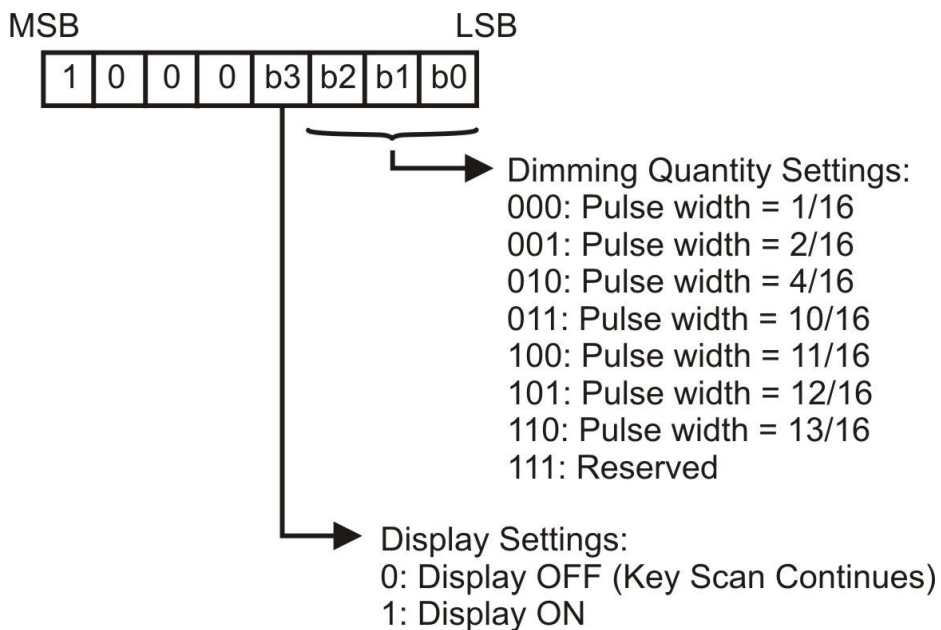 MSB LSB
1 0 0 0 b3 b2 b1 b0
Dimming Quantity Settings:
000: Pulse width = 1/16
001: Pulse width = 2/16
010: Pulse width = 4/16
011: Pulse width = 10/16
100: Pulse width = 11/16
101: Pulse width = 12/16
110: Pulse width = 13/16
111: Reserved
Display Settings:
0: Display OFF (Key Scan Continues)
1: Display ON